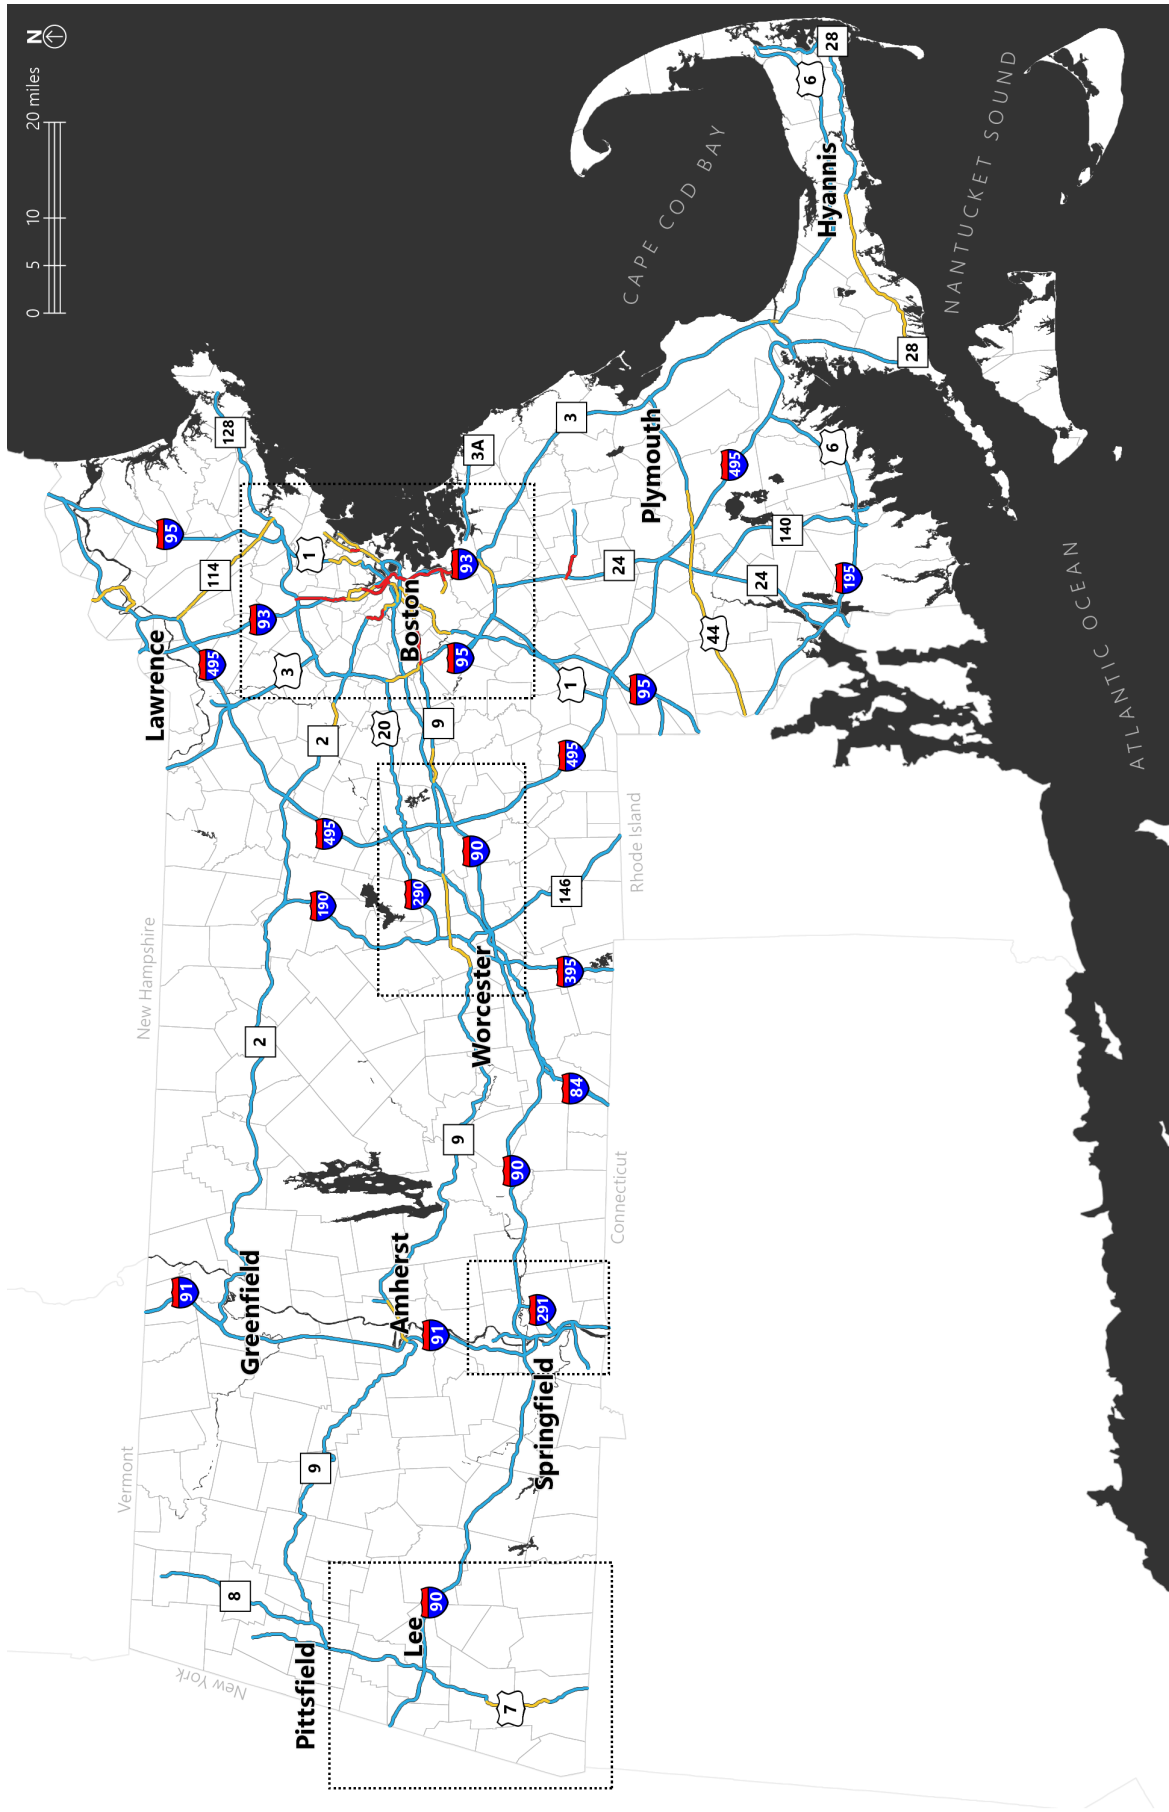 N
0 5 10 20 miles
Vermont
New Hampshire
New York
Connecticut
Rhode Island
CAPE COD BAY
NANTUCKET SOUND
ATLANTIC OCEAN
Pittsfield
Lee
Springfield
Greenfield
Amherst
Worcester
Lawrence
Boston
Plymouth
Hyannis
8
9
90
7
91
91
291
9
90
2
84
395
190
290
146
90
495
495
2
20
9
3
495
93
114
95
128
1
93
95
3A
3
1
95
24
44
24
140
195
495
6
28
28
6